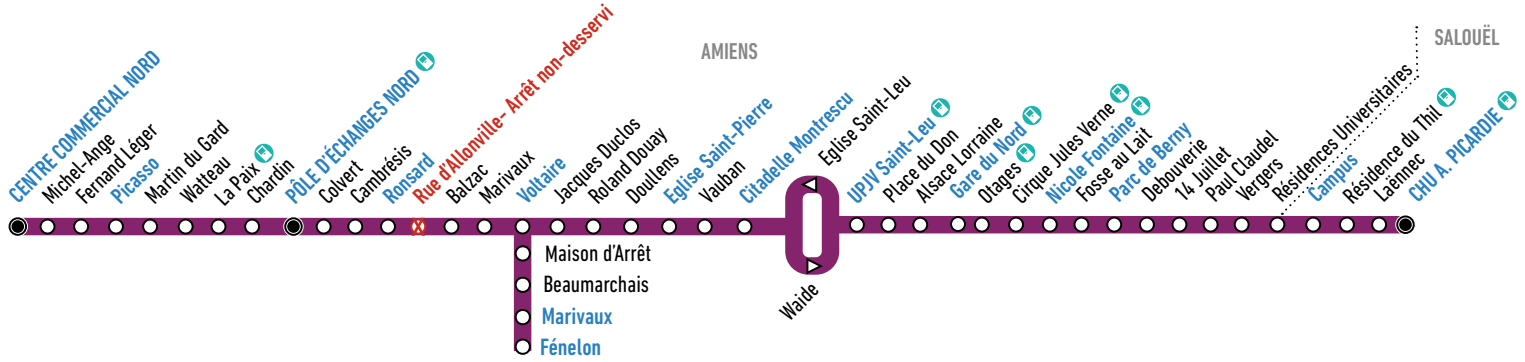 AMIENS
SALOUËL
CENTRE COMMERCIAL NORD
Michel-Ange
Fernand Léger
Picasso
Martin du Gard
Watteau
La Paix
Chardin
PÔLE D'ÉCHANGES NORD
Colvert
Cambrésis
Ronsard
Rue d'Allonville- Arrêt non-desservi
Balzac
Marivaux
Voltaire
Jacques Duclos
Roland Douay
Doullens
Eglise Saint-Pierre
Vauban
Citadelle Montrescu
Eglise Saint-Leu
UPJV Saint-Leu
Place du Don
Alsace Lorraine
Gare du Nord
Otages
Cirque Jules Verne
Nicole Fontaine
Fosse au Lait
Parc de Berny
Debouverie
14 Juillet
Paul Claudel
Vergers
Résidences Universitaires
Campus
Résidence du Thil
Laënnec
CHU A. PICARDIE
Maison d'Arrêt
Beaumarchais
Marivaux
Fénelon
Waide